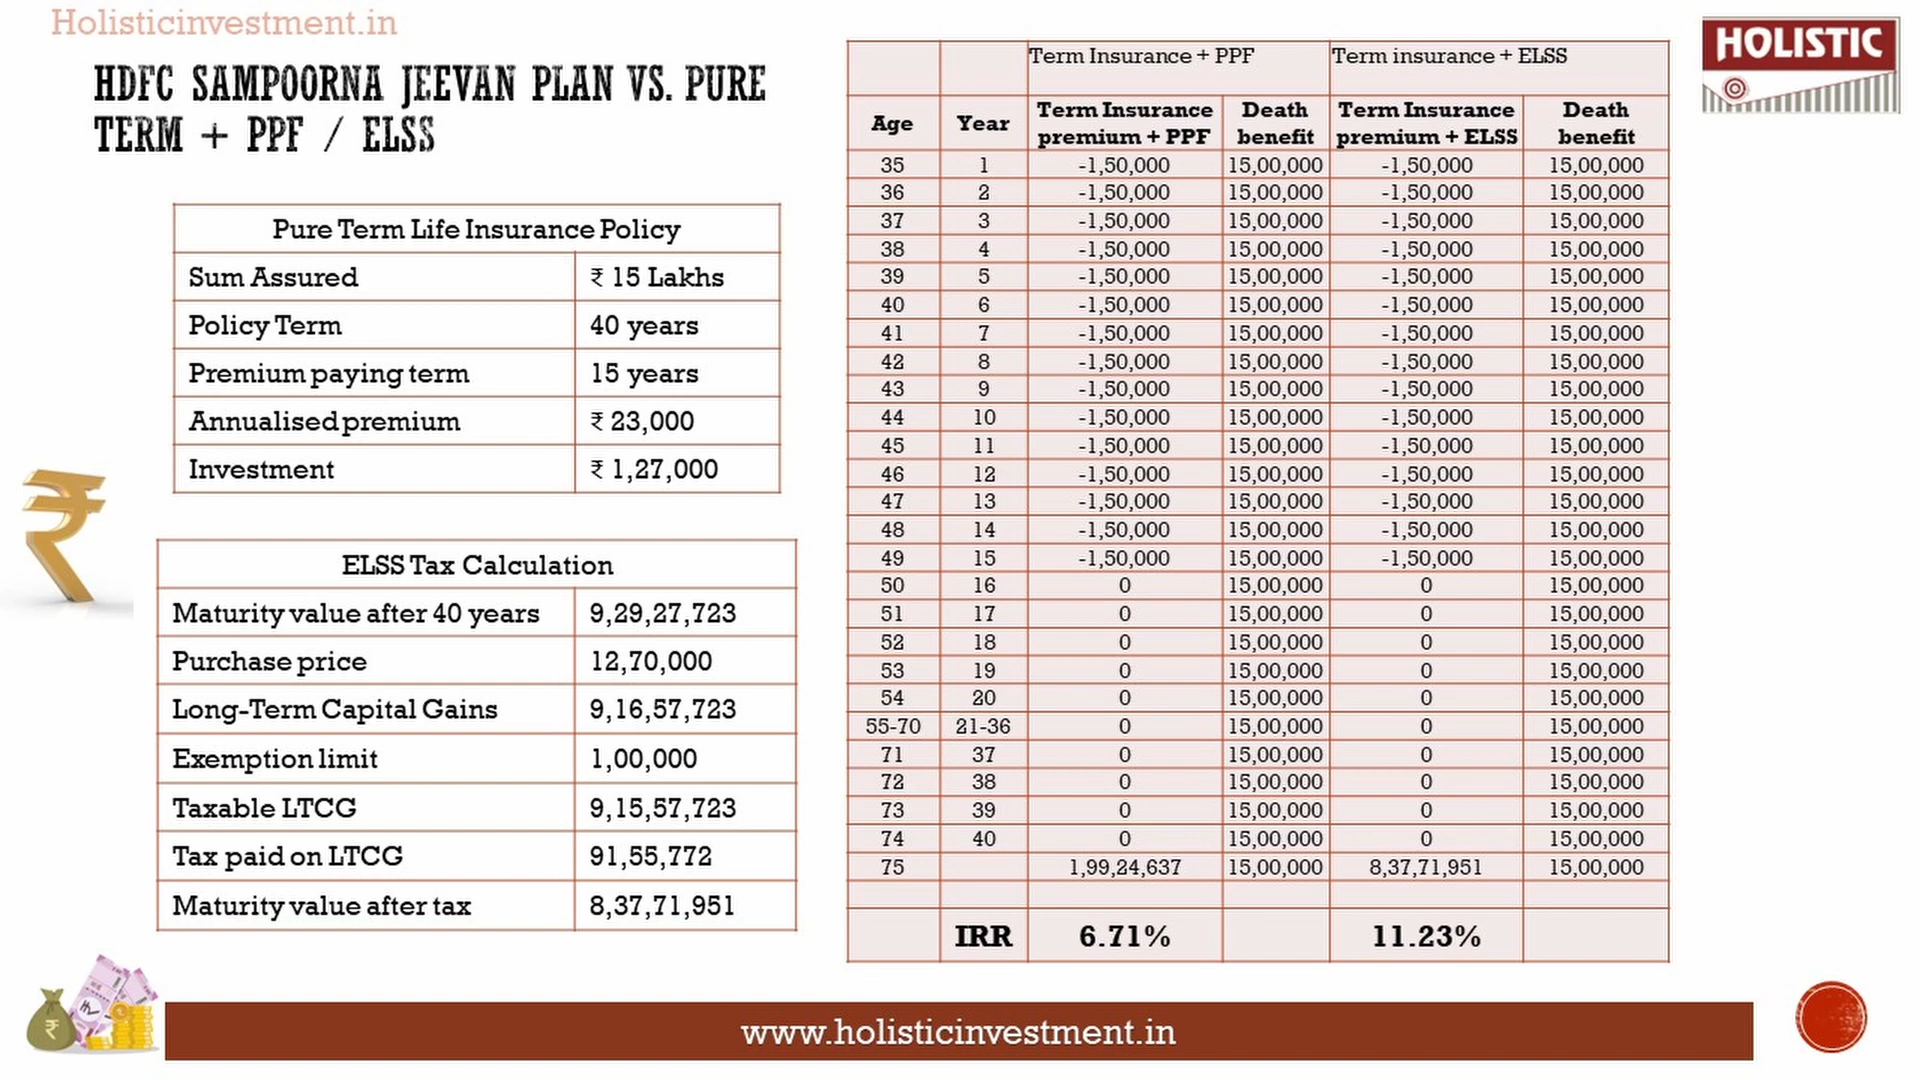 Holisticinvestment.in
HDFC SAMPOORNA JEEVAN PLAN VS. PURE
TERM + PPF / ELSS
Pure Term Life Insurance Policy
Sum Assured ₹ 15 Lakhs
Policy Term 40 years
Premium paying term 15 years
Annualised premium ₹ 23,000
Investment ₹ 1,27,000
ELSS Tax Calculation
Maturity value after 40 years 9,29,27,723
Purchase price 12,70,000
Long-Term Capital Gains 9,16,57,723
Exemption limit 1,00,000
Taxable LTCG 9,15,57,723
Tax paid on LTCG 91,55,772
Maturity value after tax 8,37,71,951
Term Insurance + PPF Term insurance + ELSS
Age Year Term Insurance premium + PPF Death benefit Term Insurance premium + ELSS Death benefit
35 1 -1,50,000 15,00,000 -1,50,000 15,00,000
36 2 -1,50,000 15,00,000 -1,50,000 15,00,000
37 3 -1,50,000 15,00,000 -1,50,000 15,00,000
38 4 -1,50,000 15,00,000 -1,50,000 15,00,000
39 5 -1,50,000 15,00,000 -1,50,000 15,00,000
40 6 -1,50,000 15,00,000 -1,50,000 15,00,000
41 7 -1,50,000 15,00,000 -1,50,000 15,00,000
42 8 -1,50,000 15,00,000 -1,50,000 15,00,000
43 9 -1,50,000 15,00,000 -1,50,000 15,00,000
44 10 -1,50,000 15,00,000 -1,50,000 15,00,000
45 11 -1,50,000 15,00,000 -1,50,000 15,00,000
46 12 -1,50,000 15,00,000 -1,50,000 15,00,000
47 13 -1,50,000 15,00,000 -1,50,000 15,00,000
48 14 -1,50,000 15,00,000 -1,50,000 15,00,000
49 15 -1,50,000 15,00,000 -1,50,000 15,00,000
50 16 0 15,00,000 0 15,00,000
51 17 0 15,00,000 0 15,00,000
52 18 0 15,00,000 0 15,00,000
53 19 0 15,00,000 0 15,00,000
54 20 0 15,00,000 0 15,00,000
55-70 21-36 0 15,00,000 0 15,00,000
71 37 0 15,00,000 0 15,00,000
72 38 0 15,00,000 0 15,00,000
73 39 0 15,00,000 0 15,00,000
74 40 0 15,00,000 0 15,00,000
75 1,99,24,637 15,00,000 8,37,71,951 15,00,000
IRR 6.71% 11.23%
HOLISTIC
www.holisticinvestment.in